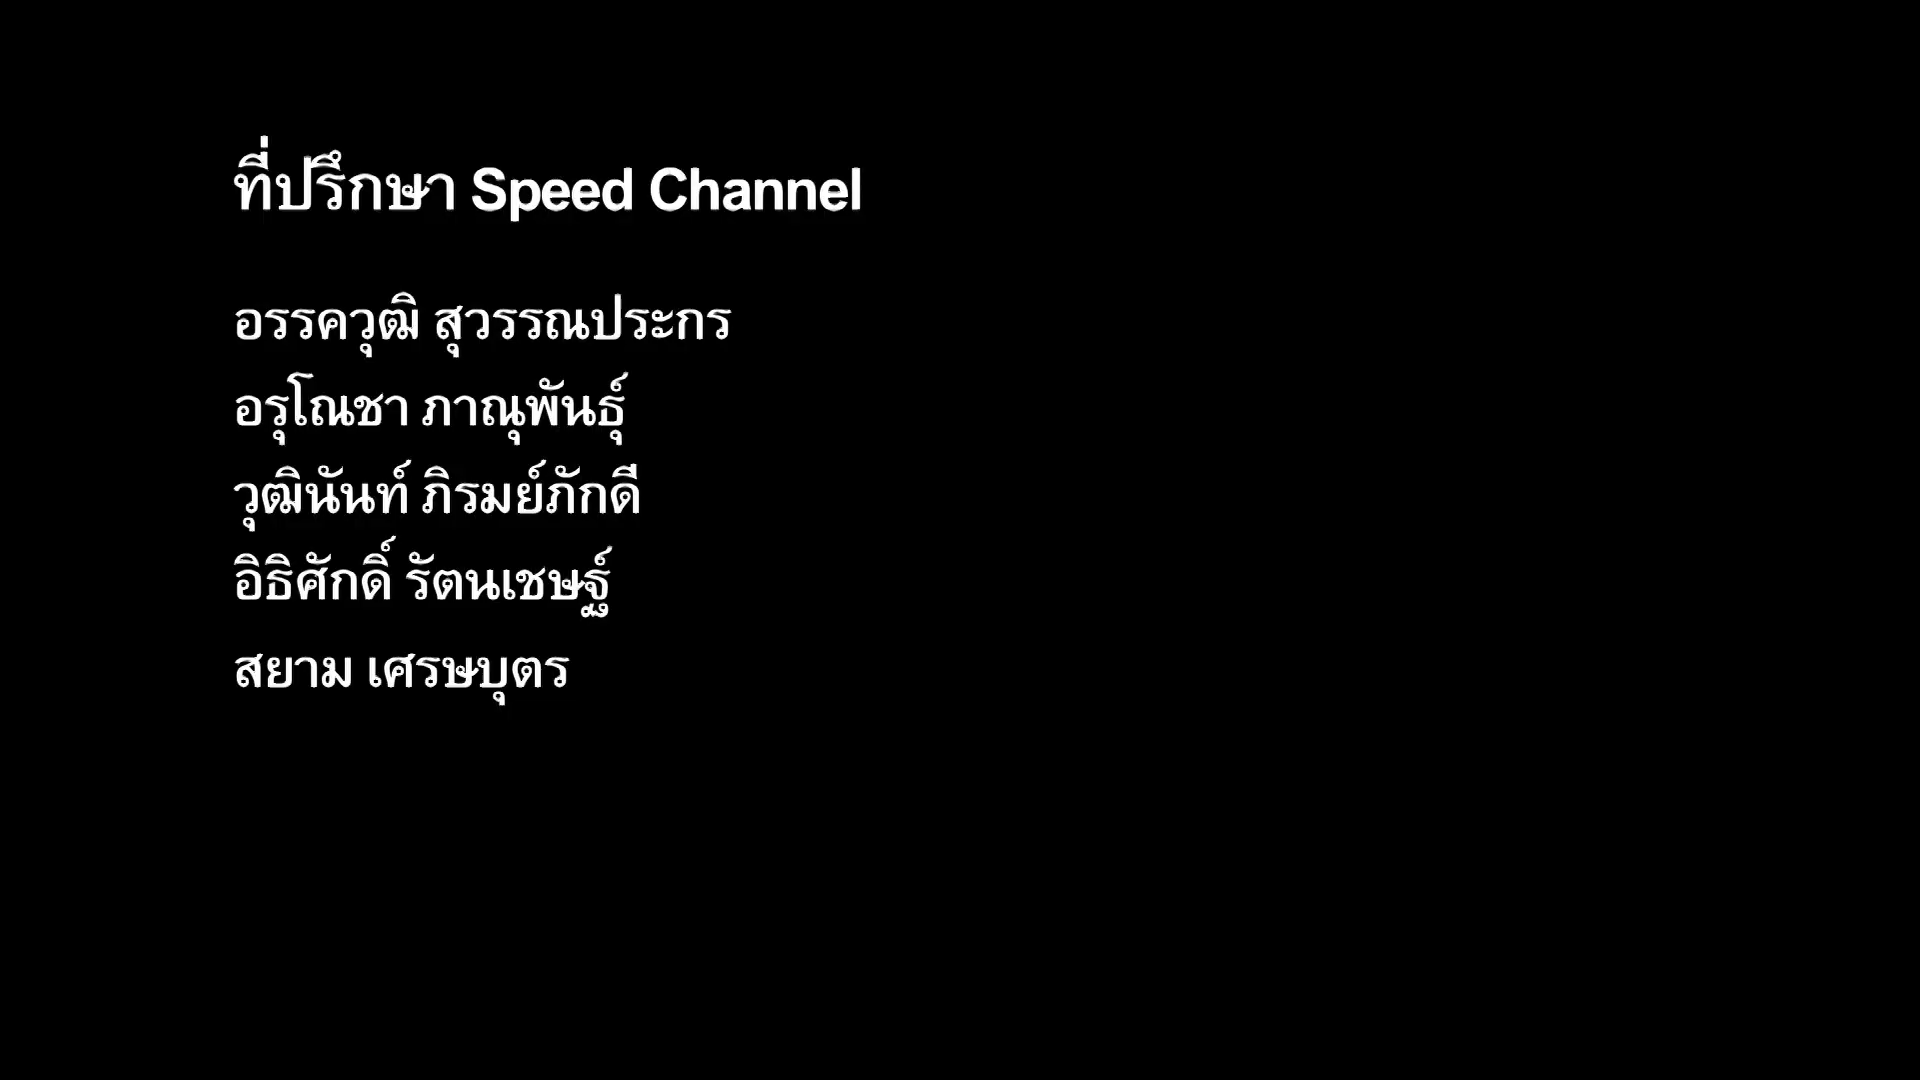 ที่ปรึกษา Speed Channel
อรรควุฒิ สุวรรณประกร
อรุโณชา ภาณุพันธุ์
วุฒินันท์ ภิรมย์ภักดี
อิธิศักดิ์ รัตนเชษฐ์
สยาม เศรษบุตร